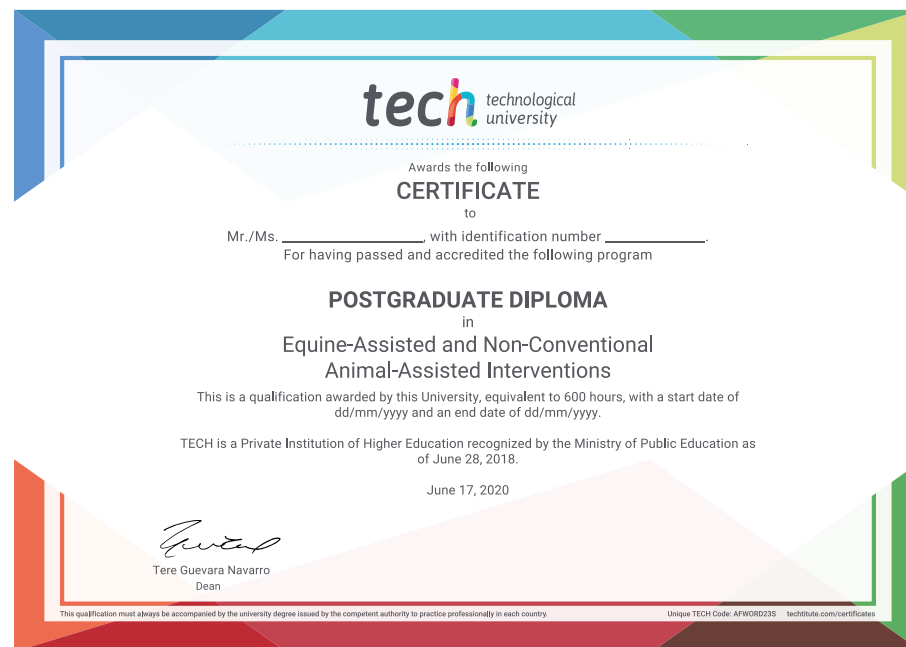 tech technological
university
Awards the following
CERTIFICATE
to
Mr./Ms. ____________, with identification number ____________.
For having passed and accredited the following program
POSTGRADUATE DIPLOMA
in
Equine-Assisted and Non-Conventional
Animal-Assisted Interventions
This is a qualification awarded by this University, equivalent to 600 hours, with a start date of
dd/mm/yyyy and an end date of dd/mm/yyyy.
TECH is a Private Institution of Higher Education recognized by the Ministry of Public Education as
of June 28, 2018.
June 17, 2020
Tere Guevara Navarro
Dean
This qualification must always be accompanied by the university degree issued by the competent authority to practice professionally in each country.
Unique TECH Code: AFWORD23S techtitute.com/certificates